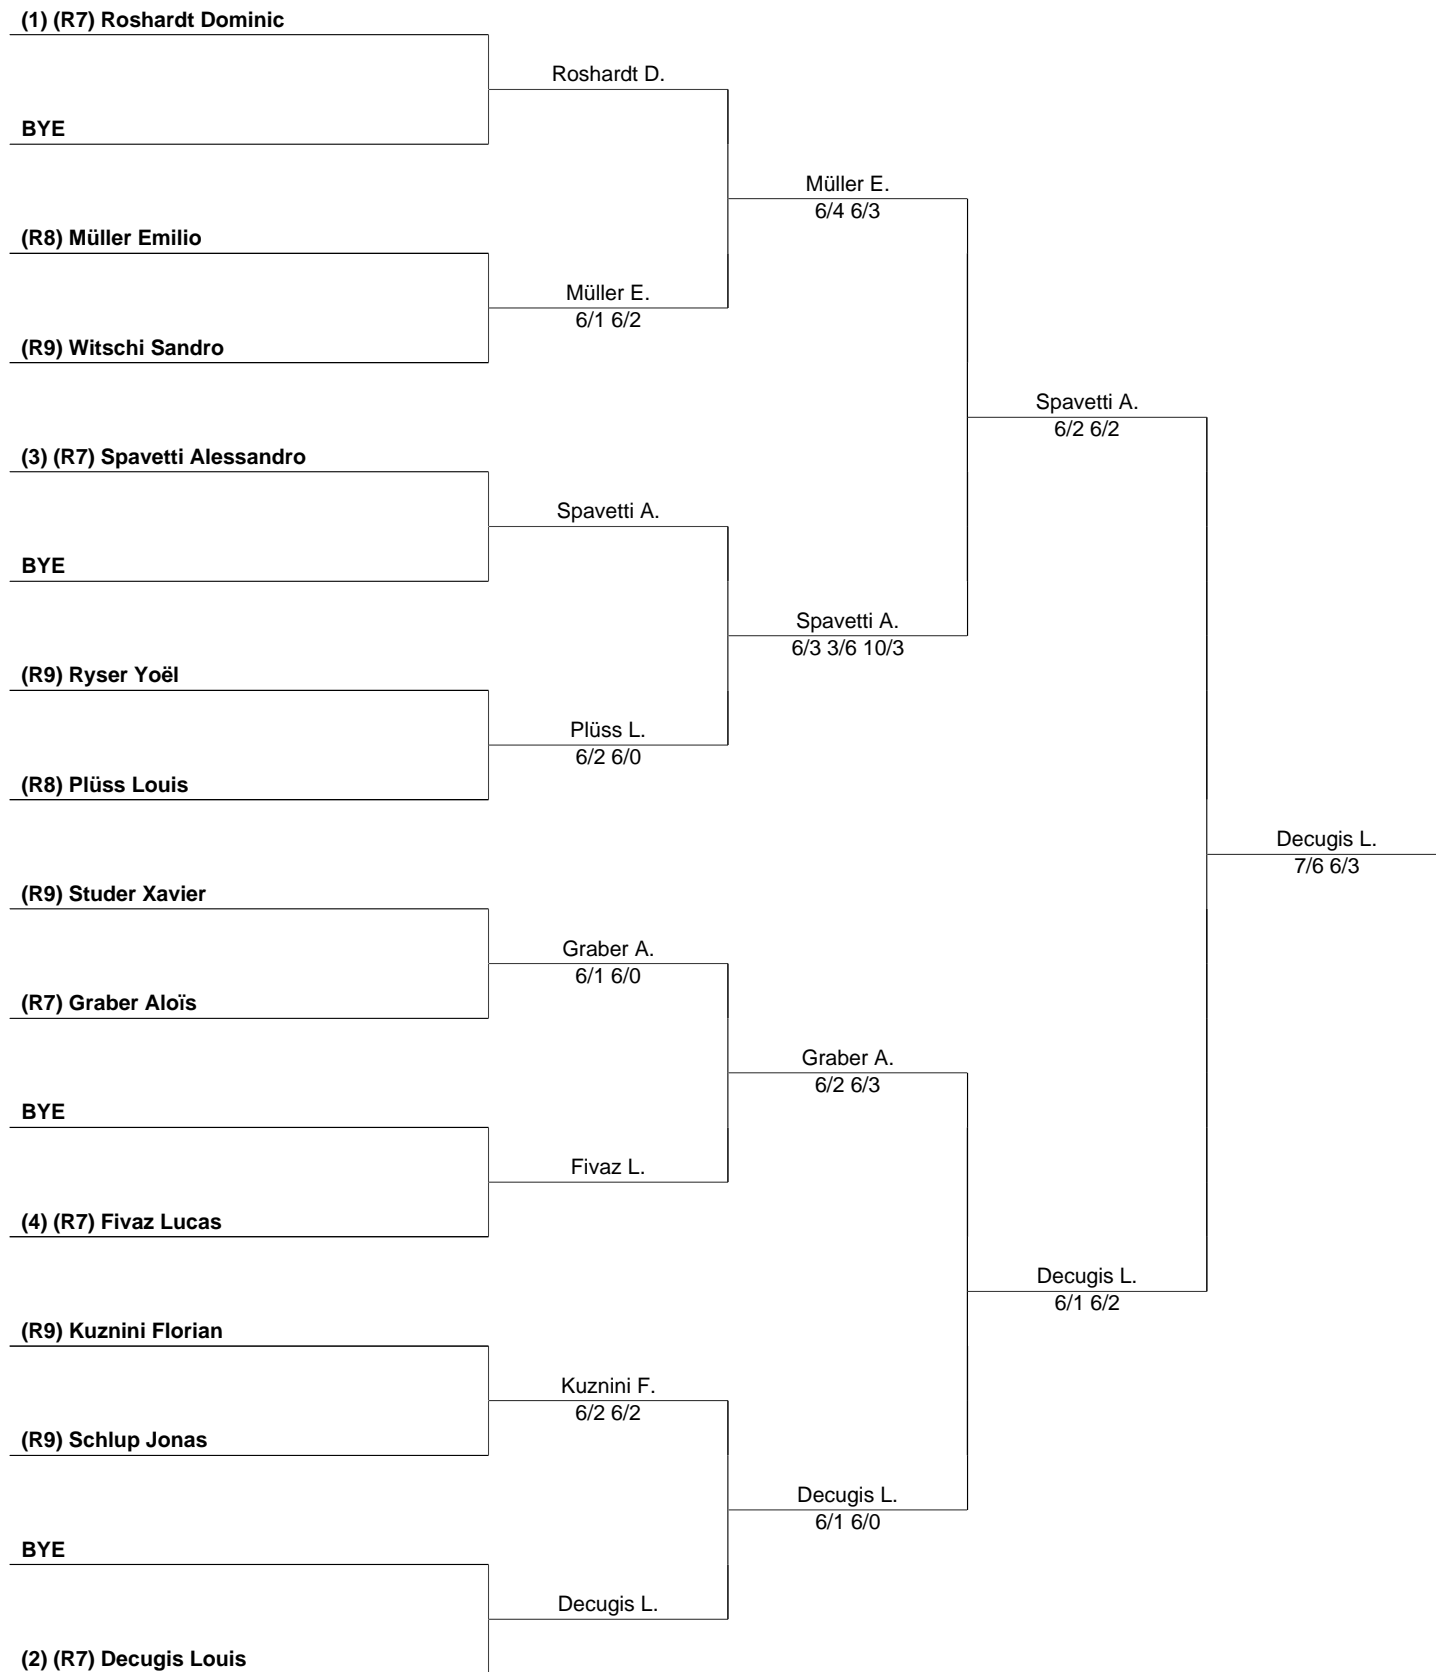 (1) (R7) Roshardt Dominic
Roshardt D.
BYE
Müller E.
6/4 6/3
(R8) Müller Emilio
Müller E.
6/1 6/2
(R9) Witschi Sandro
Spavetti A.
6/2 6/2
(3) (R7) Spavetti Alessandro
Spavetti A.
BYE
Spavetti A.
6/3 3/6 10/3
(R9) Ryser Yoël
Plüss L.
6/2 6/0
(R8) Plüss Louis
Decugis L.
7/6 6/3
(R9) Studer Xavier
Graber A.
6/1 6/0
(R7) Graber Aloïs
Graber A.
6/2 6/3
BYE
Fivaz L.
(4) (R7) Fivaz Lucas
Decugis L.
6/1 6/2
(R9) Kuznini Florian
Kuznini F.
6/2 6/2
(R9) Schlup Jonas
Decugis L.
6/1 6/0
BYE
Decugis L.
(2) (R7) Decugis Louis